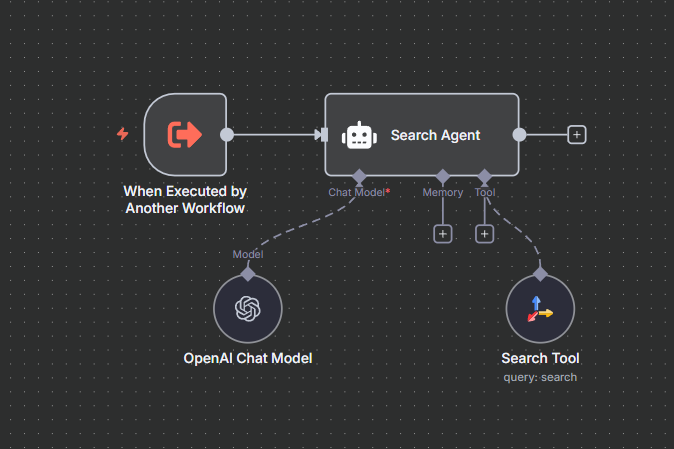 Search Agent
When Executed by
Another Workflow
Chat Model*
Memory
Tool
Model
OpenAI Chat Model
Search Tool
query: search